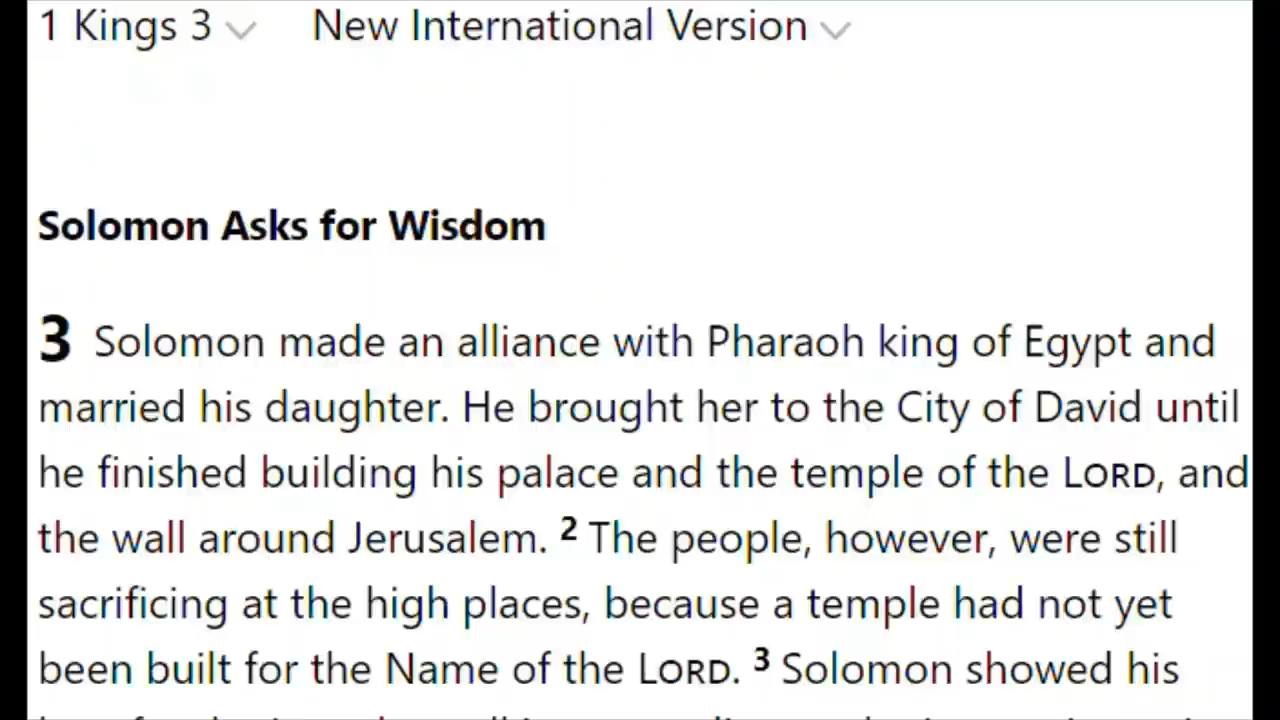 1 Kings 3 New International Version
Solomon Asks for Wisdom
3 Solomon made an alliance with Pharaoh king of Egypt and
married his daughter. He brought her to the City of David until
he finished building his palace and the temple of the LORD, and
the wall around Jerusalem. 2 The people, however, were still
sacrificing at the high places, because a temple had not yet
been built for the Name of the LORD. 3 Solomon showed his